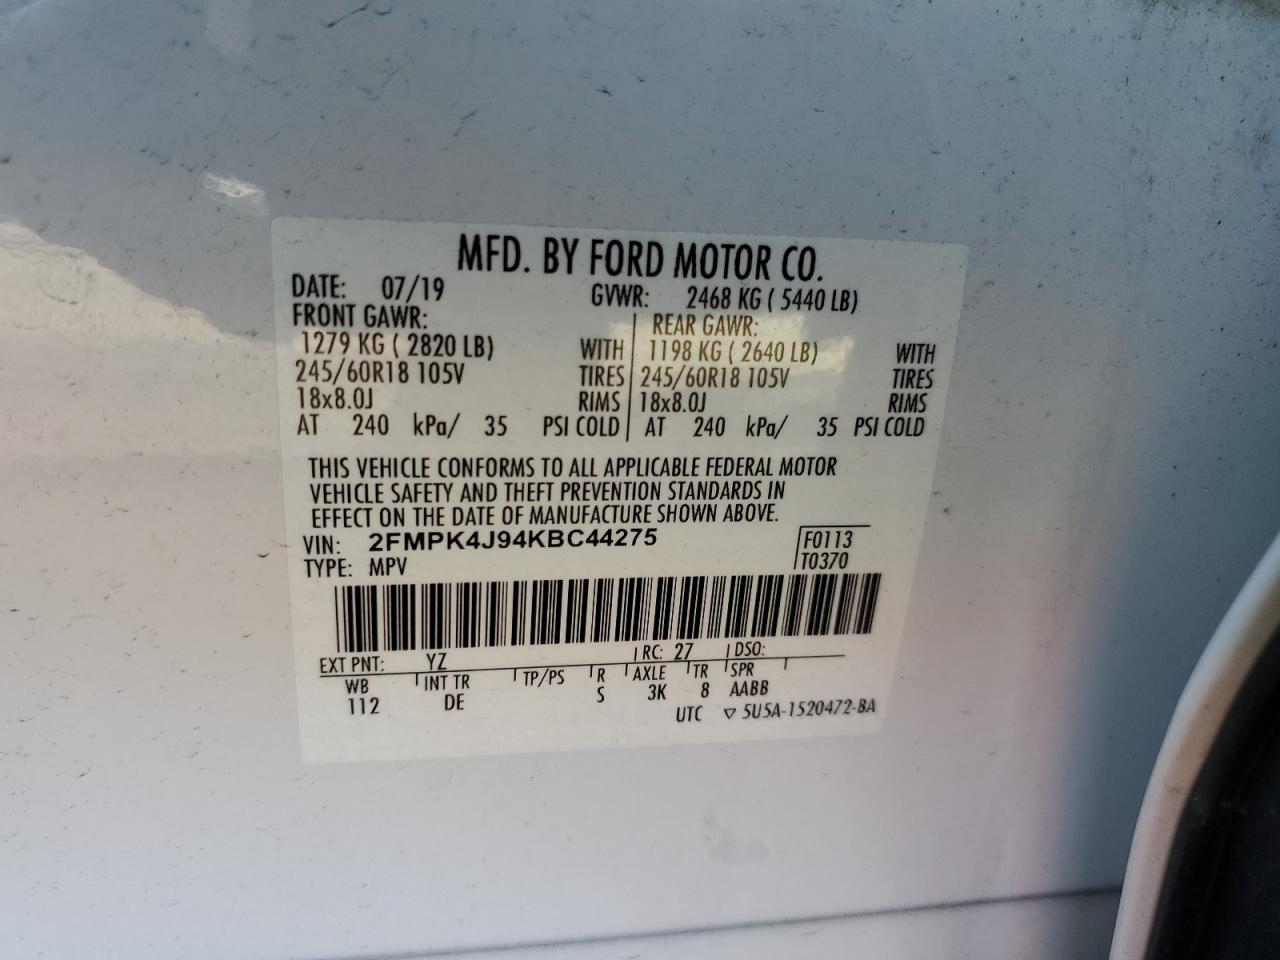 MFD. BY FORD MOTOR CO.
DATE: 07/19 GVWR: 2468 KG ( 5440 LB)
FRONT GAWR: REAR GAWR:
1279 KG ( 2820 LB) WITH 1198 KG ( 2640 LB) WITH
245/60R18 105V TIRES 245/60R18 105V TIRES
18x8.0J RIMS 18x8.0J RIMS
AT 240 kPa/ 35 PSI COLD AT 240 kPa/ 35 PSI COLD
THIS VEHICLE CONFORMS TO ALL APPLICABLE FEDERAL MOTOR
VEHICLE SAFETY AND THEFT PREVENTION STANDARDS IN
EFFECT ON THE DATE OF MANUFACTURE SHOWN ABOVE.
VIN: 2FMPK4J94KBC44275 F0113
TYPE: MPV T0370
EXT PNT: YZ RC: 27 DSO:
WB INT TR TP/PS R AXLE TR SPR
112 DE S 3K 8 AABB
UTC ▽ 5U5A-1520472-BA